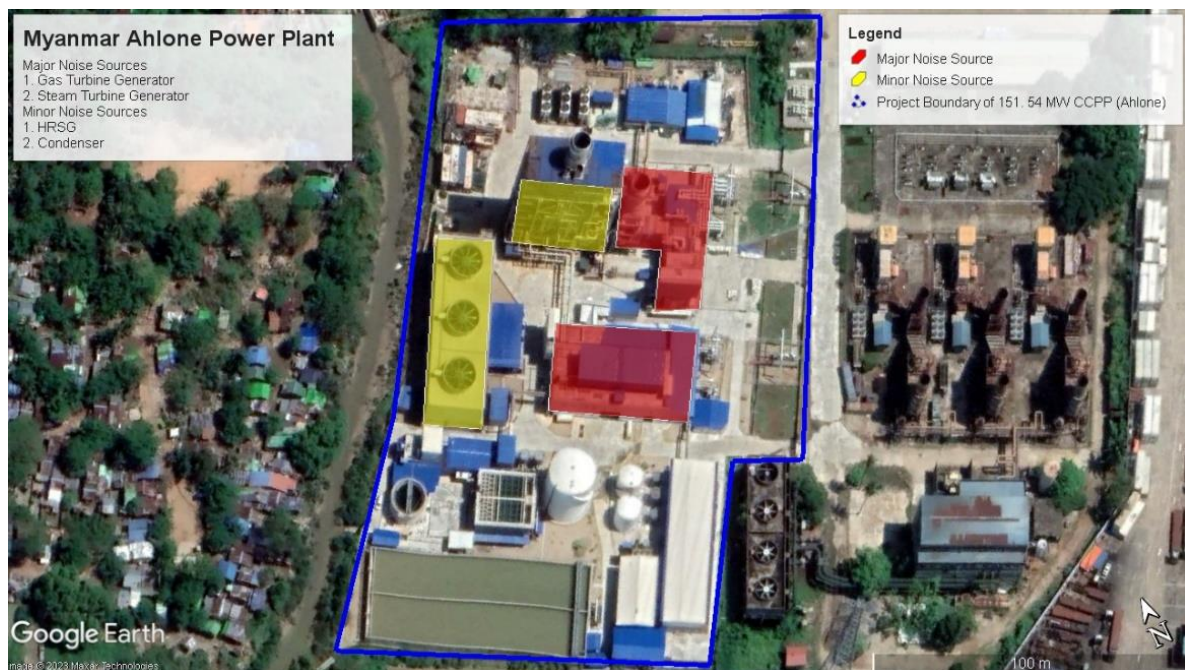 Myanmar Ahlone Power Plant
Major Noise Sources
1. Gas Turbine Generator
2. Steam Turbine Generator
Minor Noise Sources
1. HRSG
2. Condenser
Legend
Major Noise Source
Minor Noise Source
Project Boundary of 151. 54 MW CCPP (Ahlone)
Google Earth
Image © 2023 Maxar Technologies
N
100 m